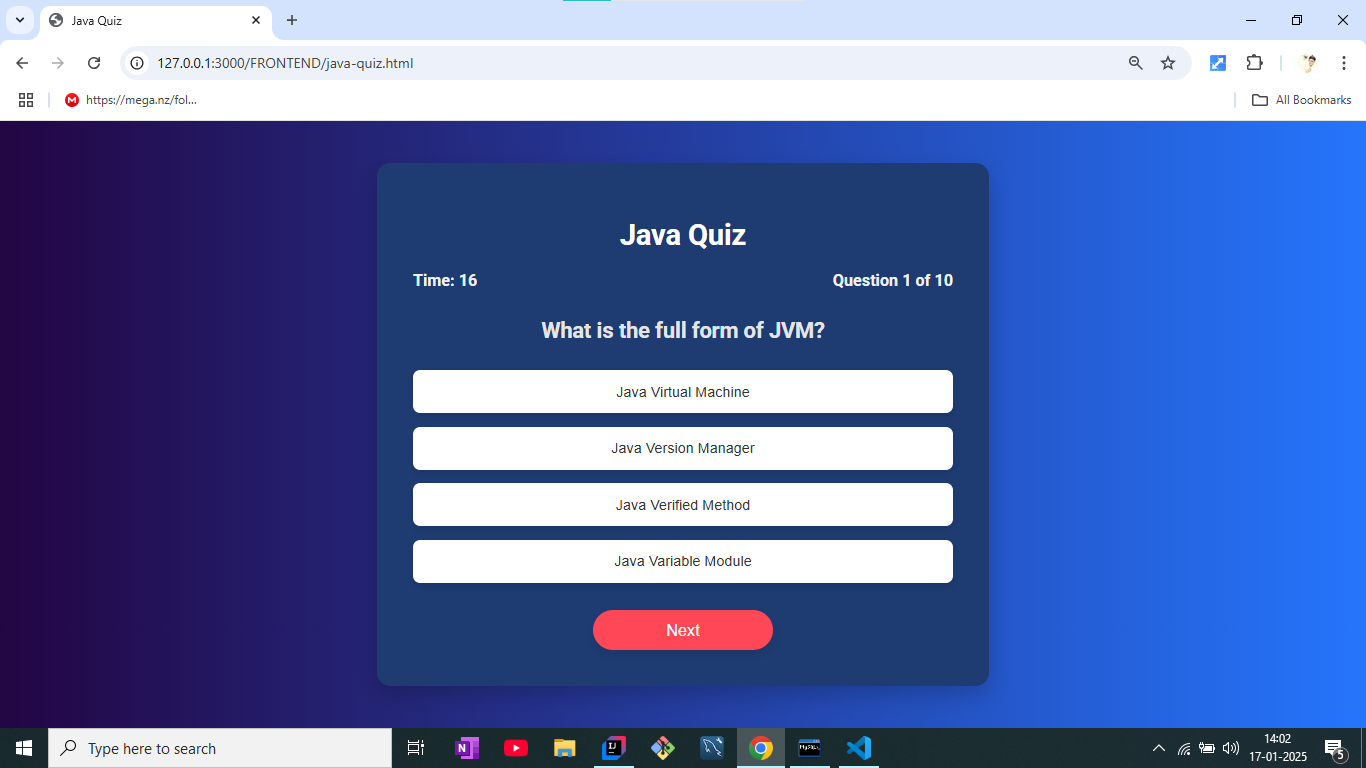 Java Quiz
127.0.0.1:3000/FRONTEND/java-quiz.html
https://mega.nz/fol...
All Bookmarks
Java Quiz
Time: 16
Question 1 of 10
What is the full form of JVM?
Java Virtual Machine
Java Version Manager
Java Verified Method
Java Variable Module
Next
Type here to search
14:02
17-01-2025
5